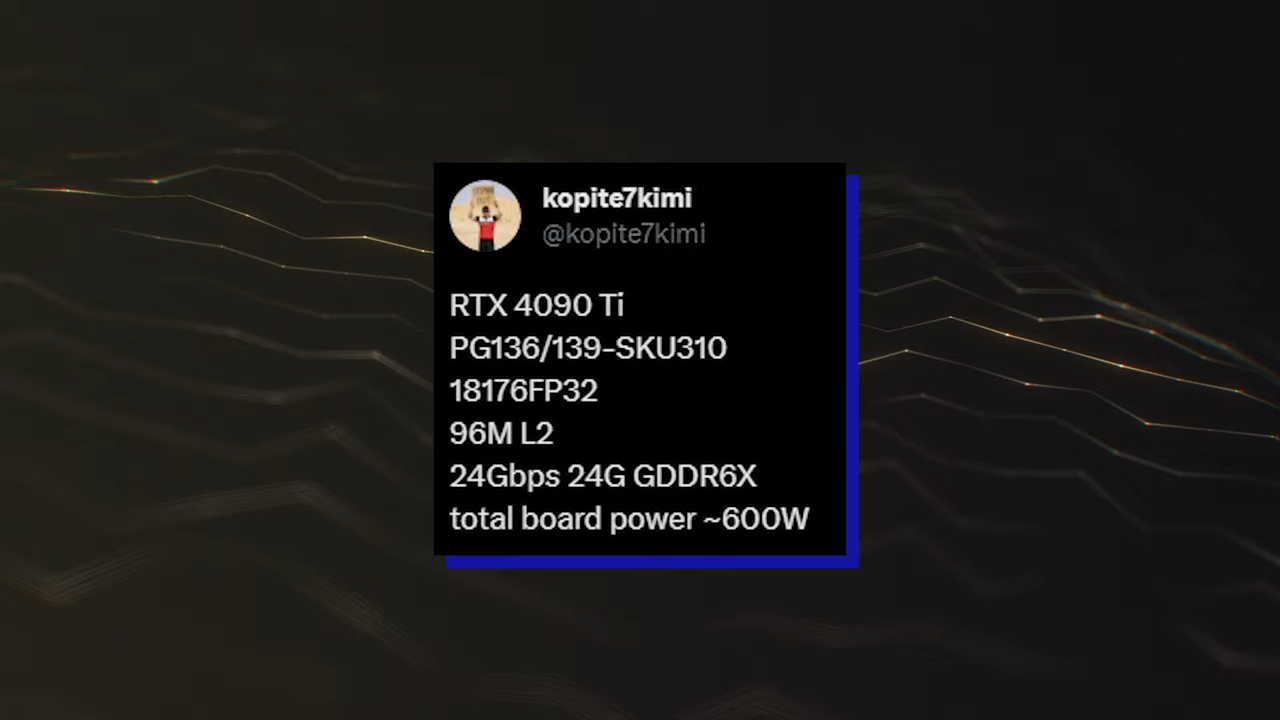 kopite7kimi
@kopite7kimi
RTX 4090 Ti
PG136/139-SKU310
18176FP32
96M L2
24Gbps 24G GDDR6X
total board power ~600W